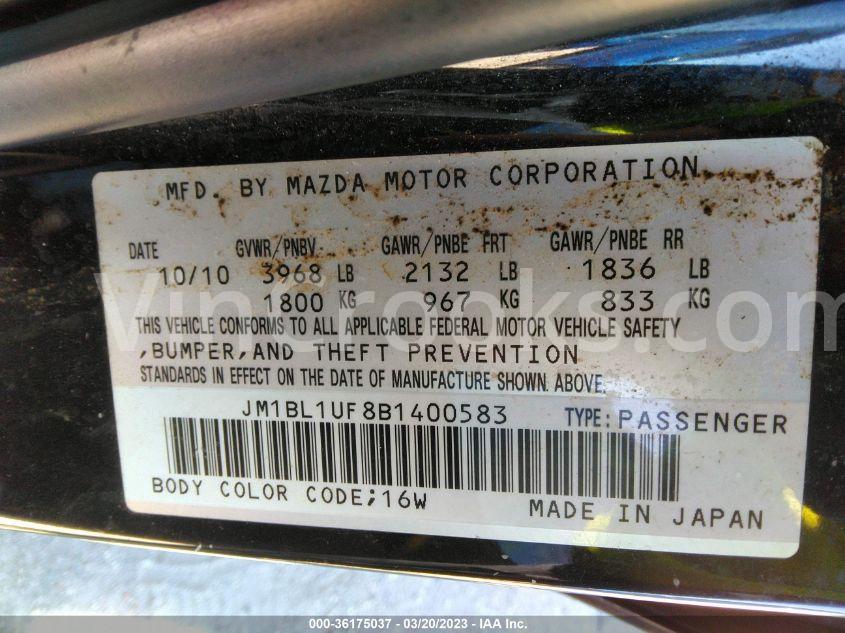 MFD. BY MAZDA MOTOR CORPORATION
DATE GVWR/PNBV GAWR/PNBE FRT GAWR/PNBE RR
10/10 3968 LB 2132 LB 1836 LB
1800 KG 967 KG 833 KG
VinCrooks.com
THIS VEHICLE CONFORMS TO ALL APPLICABLE FEDERAL MOTOR VEHICLE SAFETY
,BUMPER,AND THEFT PREVENTION
STANDARDS IN EFFECT ON THE DATE OF MANUFACTURE SHOWN ABOVE.
JM1BL1UF8B1400583 TYPE: PASSENGER
BODY COLOR CODE;16W MADE IN JAPAN
000-36175037 - 03/20/2023 - © IAA Inc.